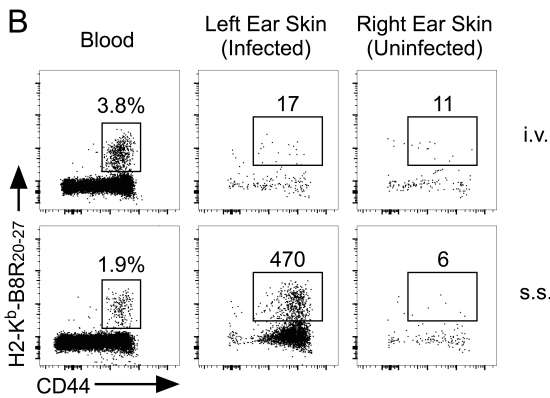 B
Blood
Left Ear Skin
(Infected)
Right Ear Skin
(Uninfected)
3.8%
17
11
i.v.
1.9%
470
6
s.s.
H2-Kb-B8R20-27
CD44